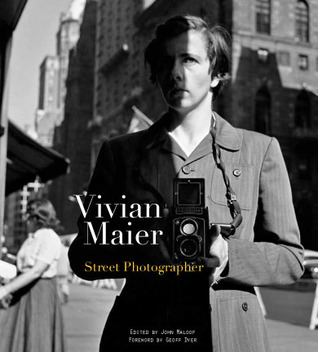 Vivian
Maier
Street Photographer
Edited by John Maloof
Foreword by Geoff Dyer